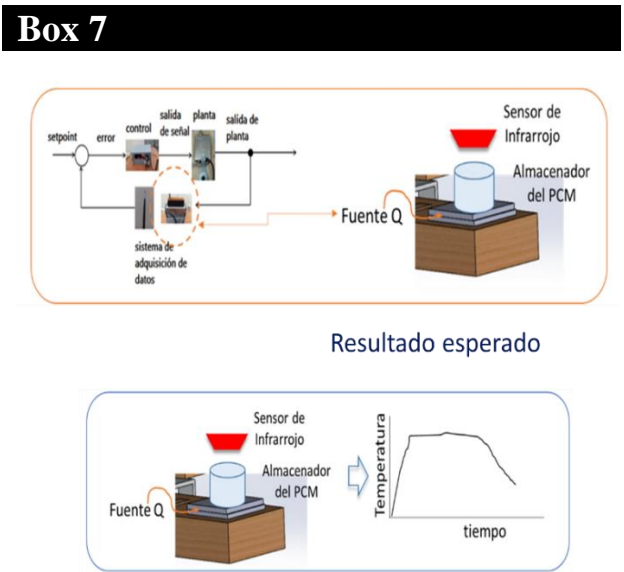 Box 7
setpoint
error
control
salida
de señal
planta
salida de
planta
sistema de
adquisición de
datos
Fuente Q
Sensor de
Infrarrojo
Almacenador
del PCM
Resultado esperado
Sensor de
Infrarrojo
Almacenador
del PCM
Fuente Q
Temperatura
tiempo